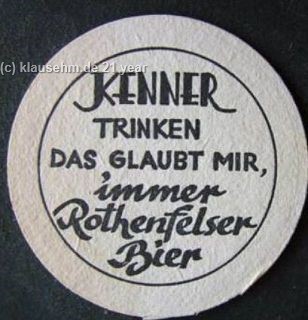 (c) klausehm.de 21.year
KENNER
TRINKEN
DAS GLAUBT MIR,
immer
Rothenfelser
Bier